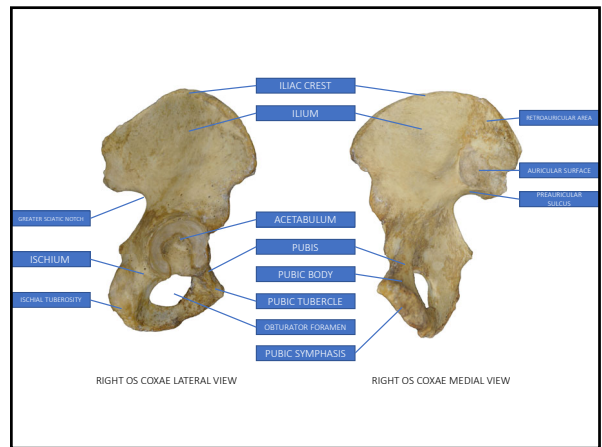 ILIAC CREST
ILIUM
RETROAURICULAR AREA
AURICULAR SURFACE
PREAURICULAR
SULCUS
GREATER SCIATIC NOTCH
ACETABULUM
PUBIS
ISCHIUM
PUBIC BODY
ISCHIAL TUBEROSITY
PUBIC TUBERCLE
OBTURATOR FORAMEN
PUBIC SYMPHASIS
RIGHT OS COXAE LATERAL VIEW
RIGHT OS COXAE MEDIAL VIEW